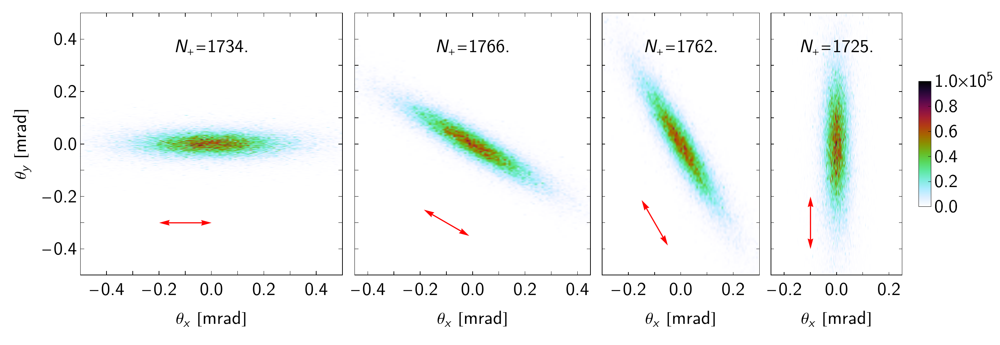 N₊=1734.
N₊=1766.
N₊=1762.
N₊=1725.
0.4
0.2
0.0
−0.2
−0.4
θy [mrad]
1.0×10⁵
0.8
0.6
0.4
0.2
0.0
−0.4 −0.2 0.0 0.2 0.4
−0.4 −0.2 0.0 0.2 0.4
−0.2 0.0 0.2
−0.2 0.0 0.2
θx [mrad]
θx [mrad]
θx [mrad]
θx [mrad]